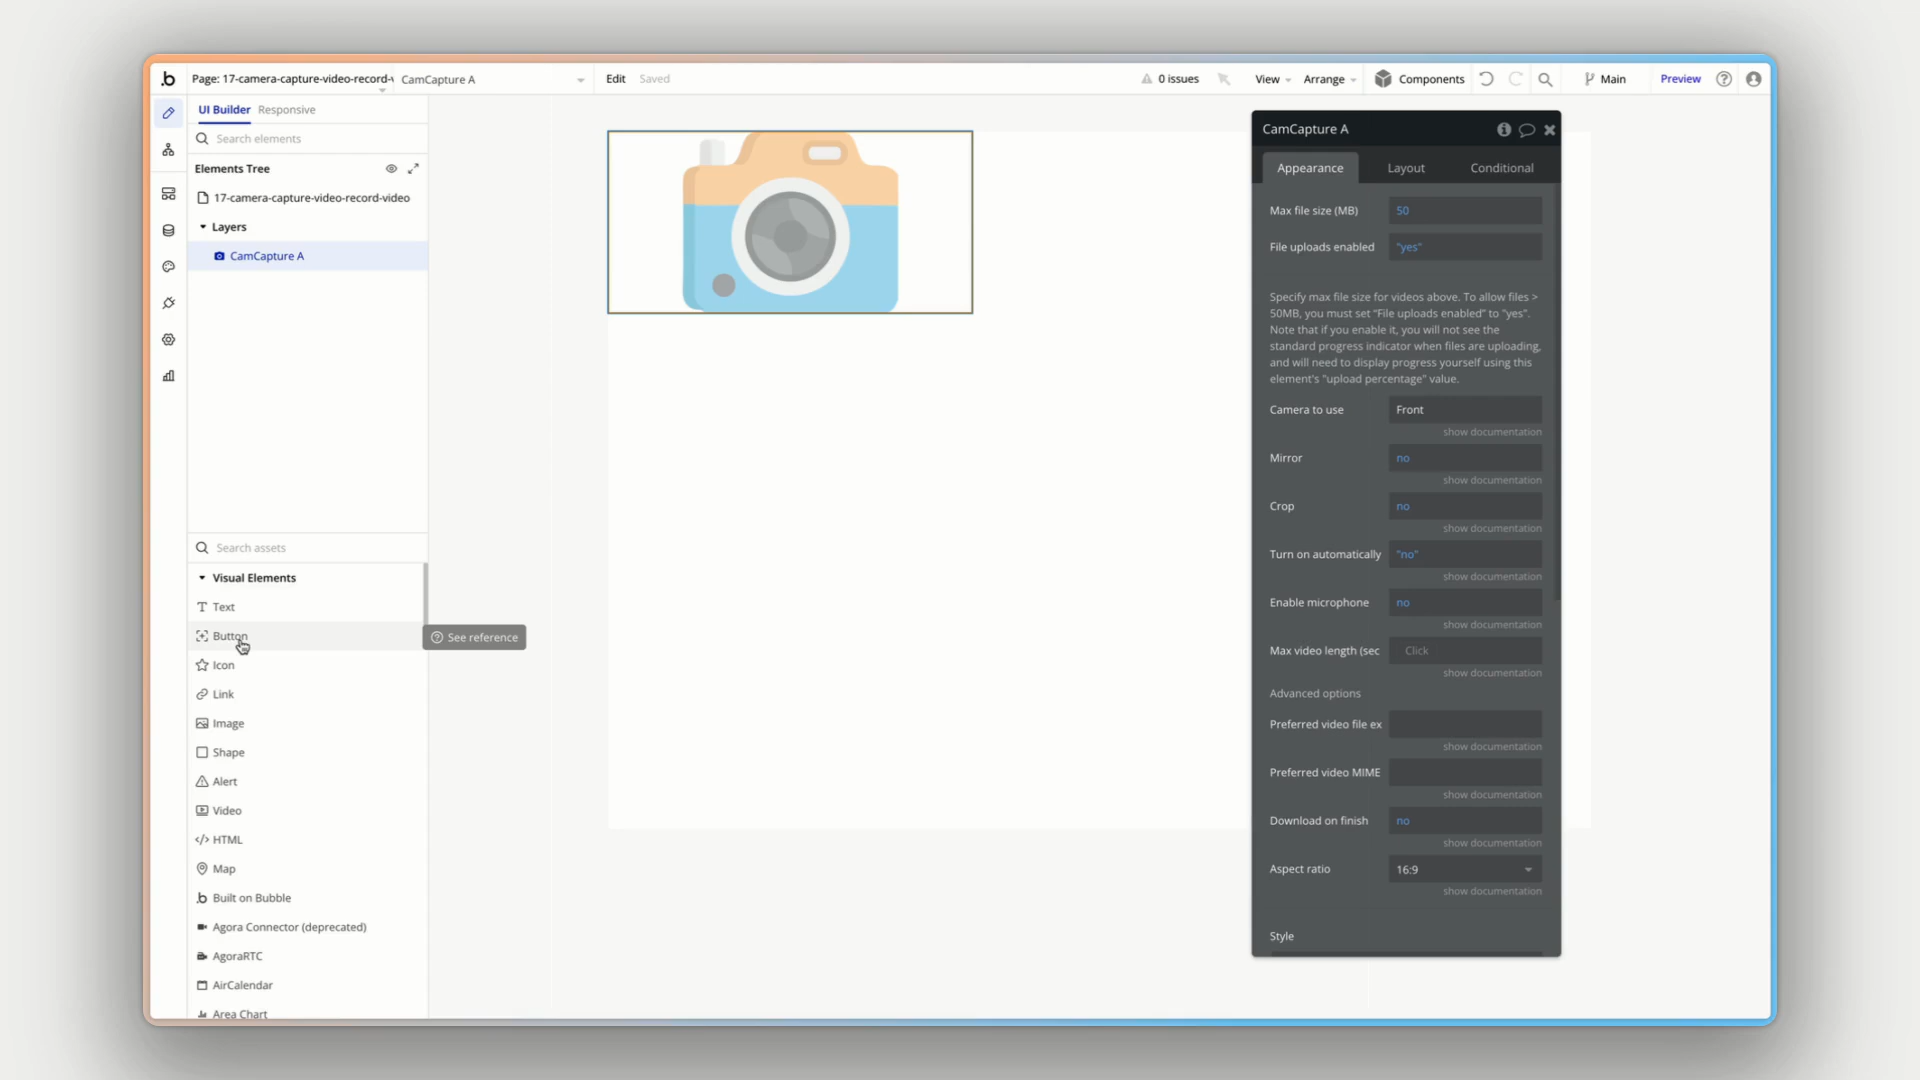 Page: 17-camera-capture-video-record-v
CamCapture A
Edit
Saved
0 issues
View
Arrange
Components
Main
Preview
UI Builder
Responsive
Search elements
Elements Tree
17-camera-capture-video-record-video
Layers
CamCapture A
Search assets
Visual Elements
Text
Button
See reference
Icon
Link
Image
Shape
Alert
Video
HTML
Map
Built on Bubble
Agora Connector (deprecated)
AgoraRTC
AirCalendar
Area Chart
CamCapture A
Appearance
Layout
Conditional
Max file size (MB)
50
File uploads enabled
"yes"
Specify max file size for videos above. To allow files >
50MB, you must set "File uploads enabled" to "yes".
Note that if you enable it, you will not see the
standard progress indicator when files are uploading,
and will need to display progress yourself using this
element's "upload percentage" value.
Camera to use
Front
show documentation
Mirror
no
show documentation
Crop
no
show documentation
Turn on automatically
"no"
show documentation
Enable microphone
no
show documentation
Max video length (sec
Click
show documentation
Advanced options
Preferred video file ex
show documentation
Preferred video MIME
show documentation
Download on finish
no
show documentation
Aspect ratio
16:9
show documentation
Style